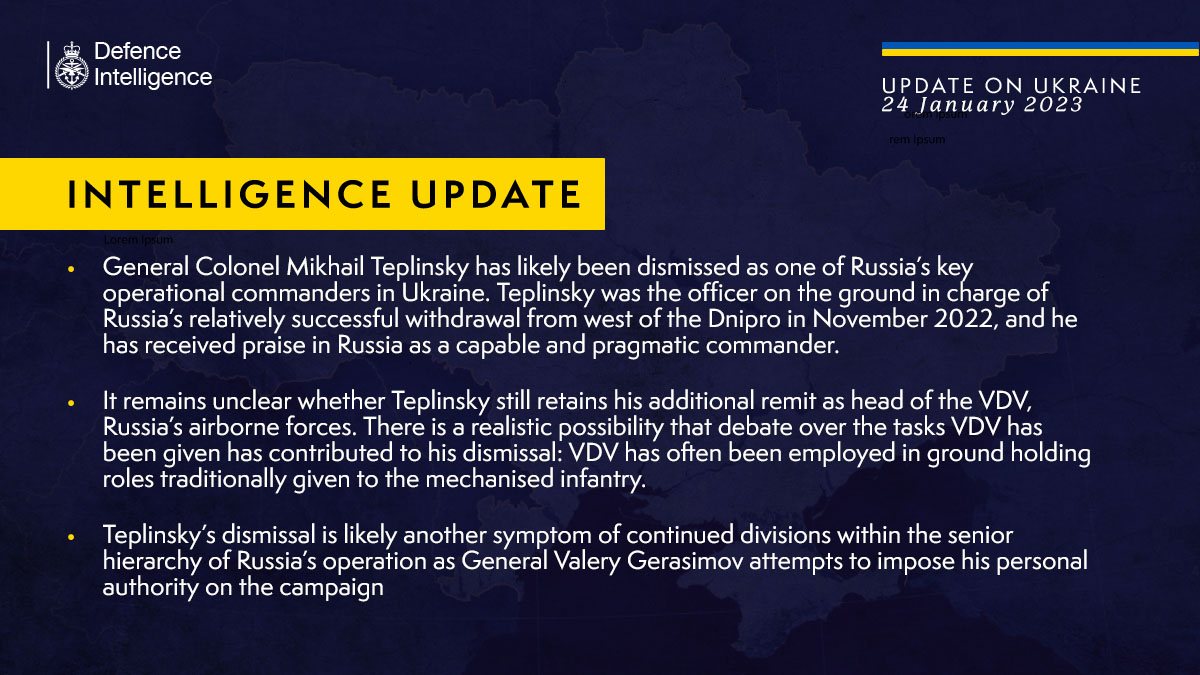 Defence
Intelligence
UPDATE ON UKRAINE
24 January 2023
orem Ipsum
rem Ipsum
INTELLIGENCE UPDATE
Lorem Ipsum
• General Colonel Mikhail Teplinsky has likely been dismissed as one of Russia's key
operational commanders in Ukraine. Teplinsky was the officer on the ground in charge of
Russia's relatively successful withdrawal from west of the Dnipro in November 2022, and he
has received praise in Russia as a capable and pragmatic commander.
• It remains unclear whether Teplinsky still retains his additional remit as head of the VDV,
Russia's airborne forces. There is a realistic possibility that debate over the tasks VDV has
been given has contributed to his dismissal: VDV has often been employed in ground holding
roles traditionally given to the mechanised infantry.
• Teplinsky's dismissal is likely another symptom of continued divisions within the senior
hierarchy of Russia's operation as General Valery Gerasimov attempts to impose his personal
authority on the campaign